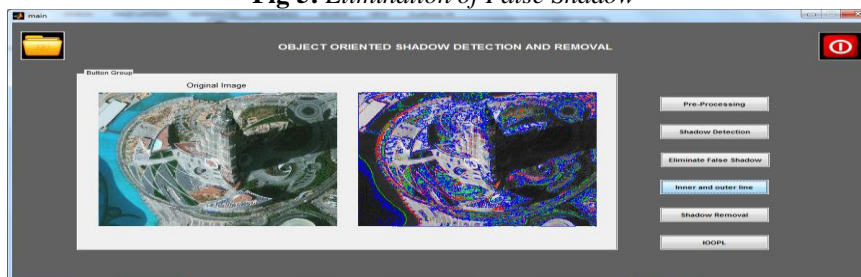 Fig 5: Elimination of False Shadow
main
OBJECT ORIENTED SHADOW DETECTION AND REMOVAL
Button Group
Original Image
Pre-Processing
Shadow Detection
Eliminate False Shadow
Inner and outer line
Shadow Removal
IOOPL